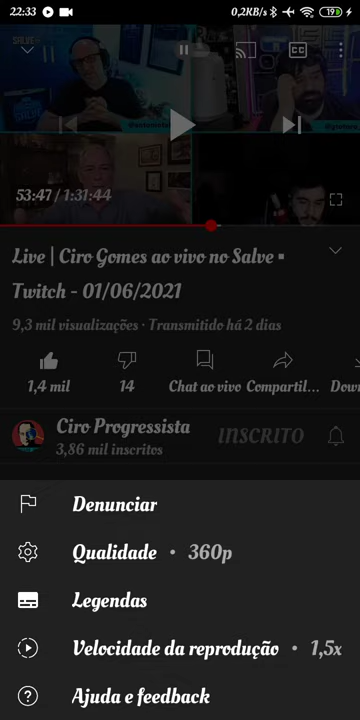 22:33
0,2KB/s
19
SALVE
53:47 / 1:31:44
Live | Ciro Gomes ao vivo no Salve ▪
Twitch - 01/06/2021
9,3 mil visualizações · Transmitido há 2 dias
1,4 mil
14
Chat ao vivo
Compartil...
Dow
Ciro Progressista
INSCRITO
3,86 mil inscritos
Denunciar
Qualidade • 360p
Legendas
Velocidade da reprodução • 1,5x
Ajuda e feedback